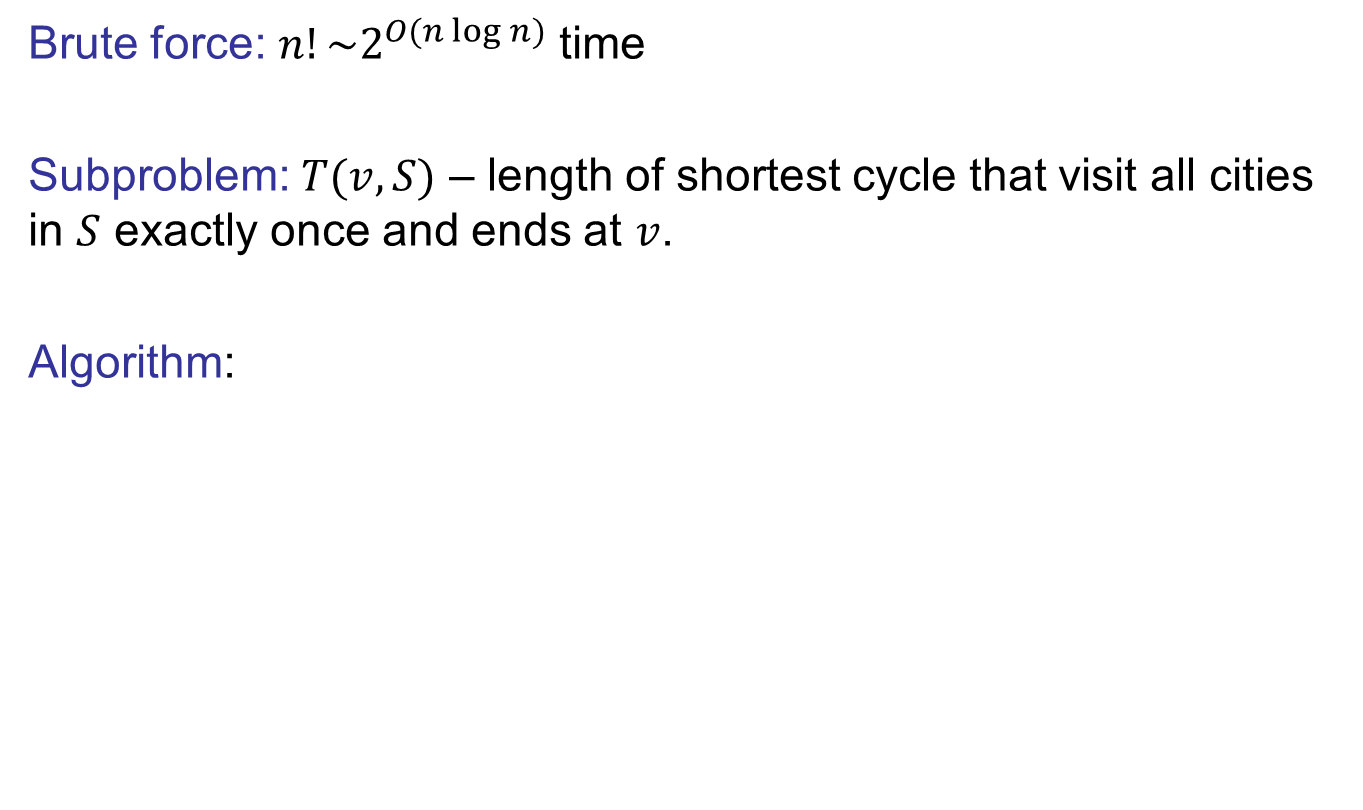 Brute force: n! ~2^{O(n log n)} time
Subproblem: T(v, S) – length of shortest cycle that visit all cities
in S exactly once and ends at v.
Algorithm: